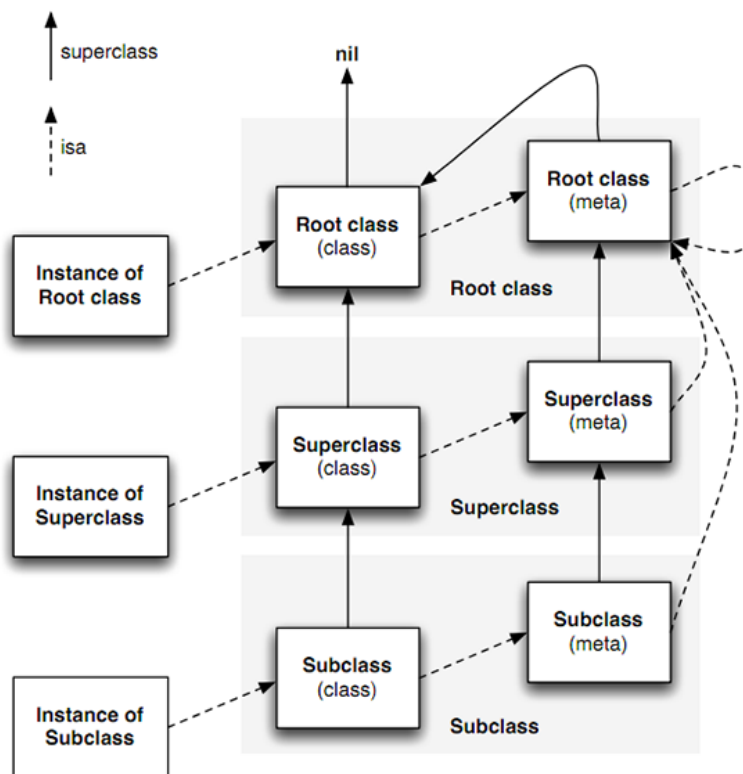 superclass
isa
nil
Root class
(meta)
Root class
(class)
Instance of
Root class
Root class
Superclass
(meta)
Superclass
(class)
Instance of
Superclass
Superclass
Subclass
(meta)
Subclass
(class)
Instance of
Subclass
Subclass